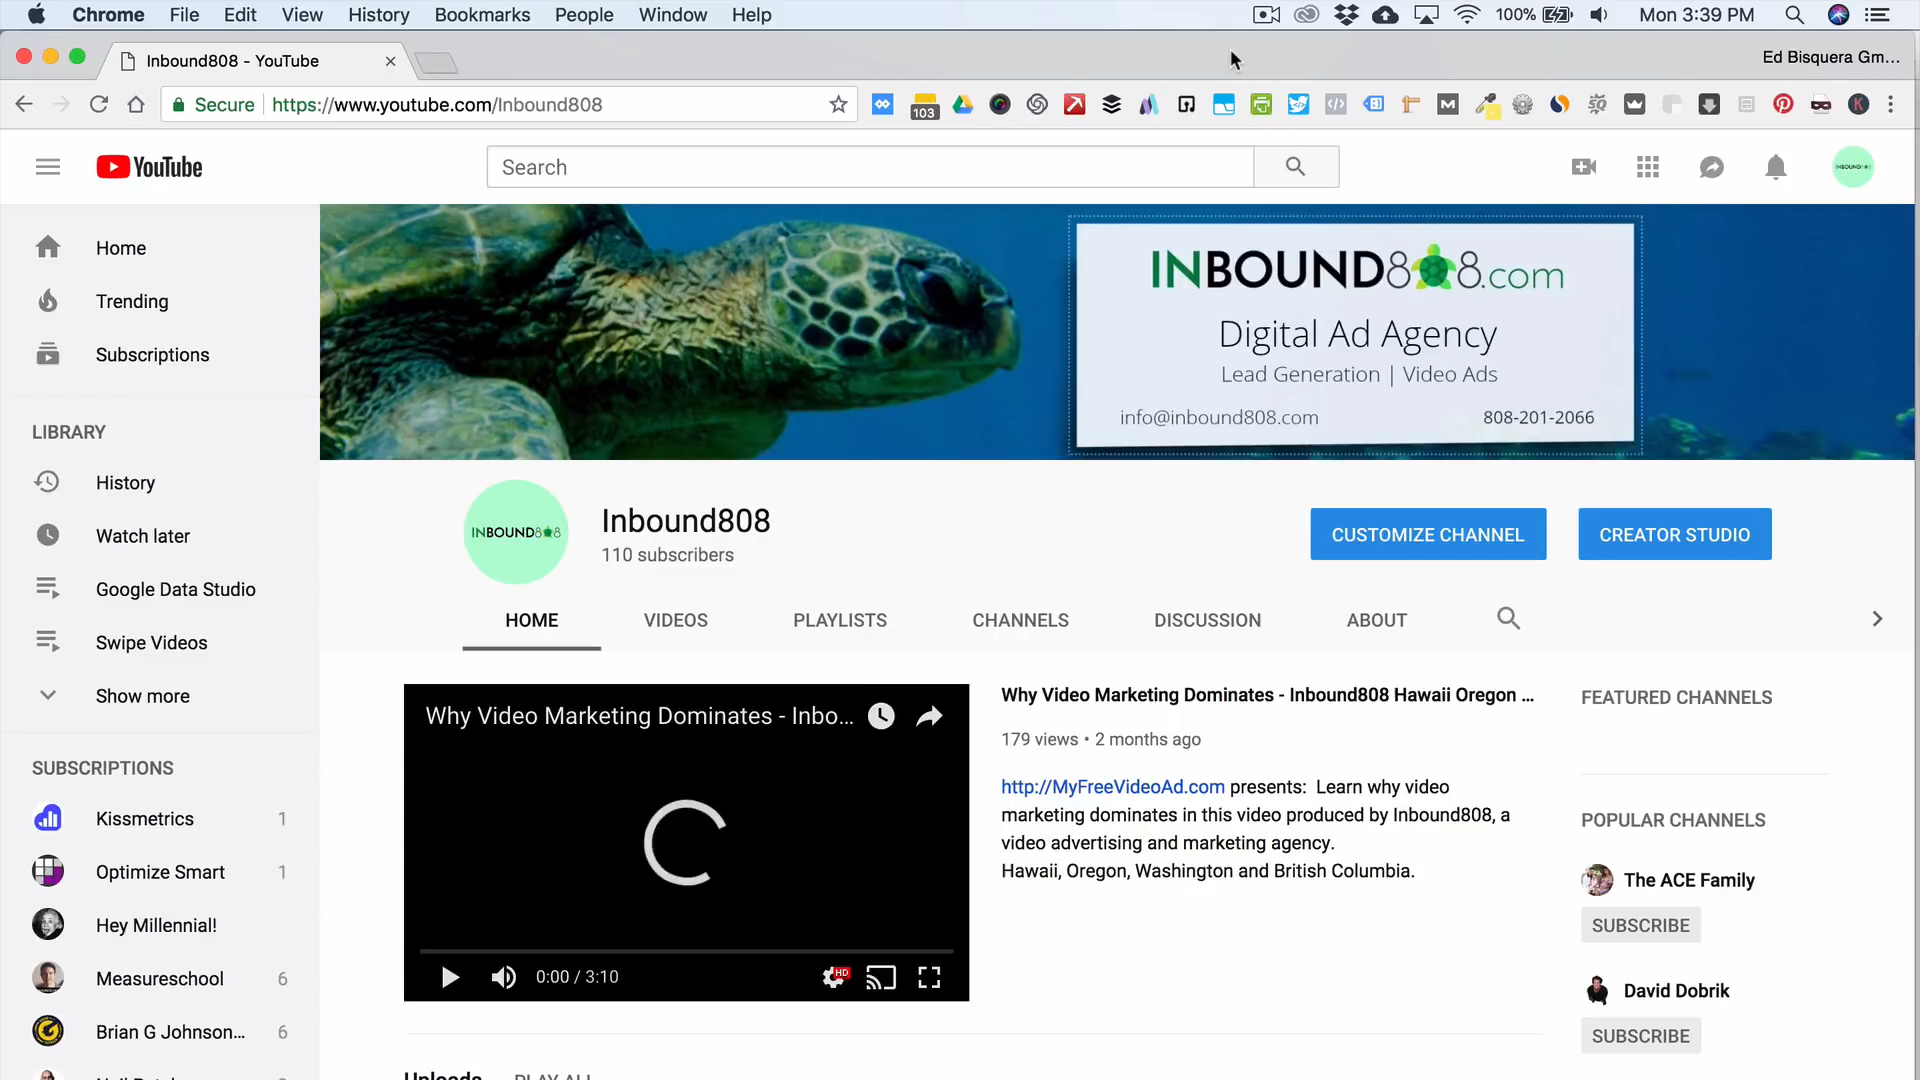 Chrome File Edit View History Bookmarks People Window Help 100% Mon 3:39 PM
Inbound808 - YouTube
Ed Bisquera Gm...
Secure https://www.youtube.com/Inbound808
103
YouTube
Search
INBOUND808
Home
Trending
Subscriptions
LIBRARY
History
Watch later
Google Data Studio
Swipe Videos
Show more
SUBSCRIPTIONS
Kissmetrics 1
Optimize Smart 1
Hey Millennial!
Measureschool 6
Brian G Johnson... 6
INBOUND808.com
Digital Ad Agency
Lead Generation | Video Ads
info@inbound808.com 808-201-2066
INBOUND808
Inbound808
110 subscribers
CUSTOMIZE CHANNEL CREATOR STUDIO
HOME VIDEOS PLAYLISTS CHANNELS DISCUSSION ABOUT
Why Video Marketing Dominates - Inbo...
0:00 / 3:10
HD
Why Video Marketing Dominates - Inbound808 Hawaii Oregon ...
179 views • 2 months ago
http://MyFreeVideoAd.com presents: Learn why video
marketing dominates in this video produced by Inbound808, a
video advertising and marketing agency.
Hawaii, Oregon, Washington and British Columbia.
FEATURED CHANNELS
POPULAR CHANNELS
The ACE Family
SUBSCRIBE
David Dobrik
SUBSCRIBE
Uploads PLAY ALL